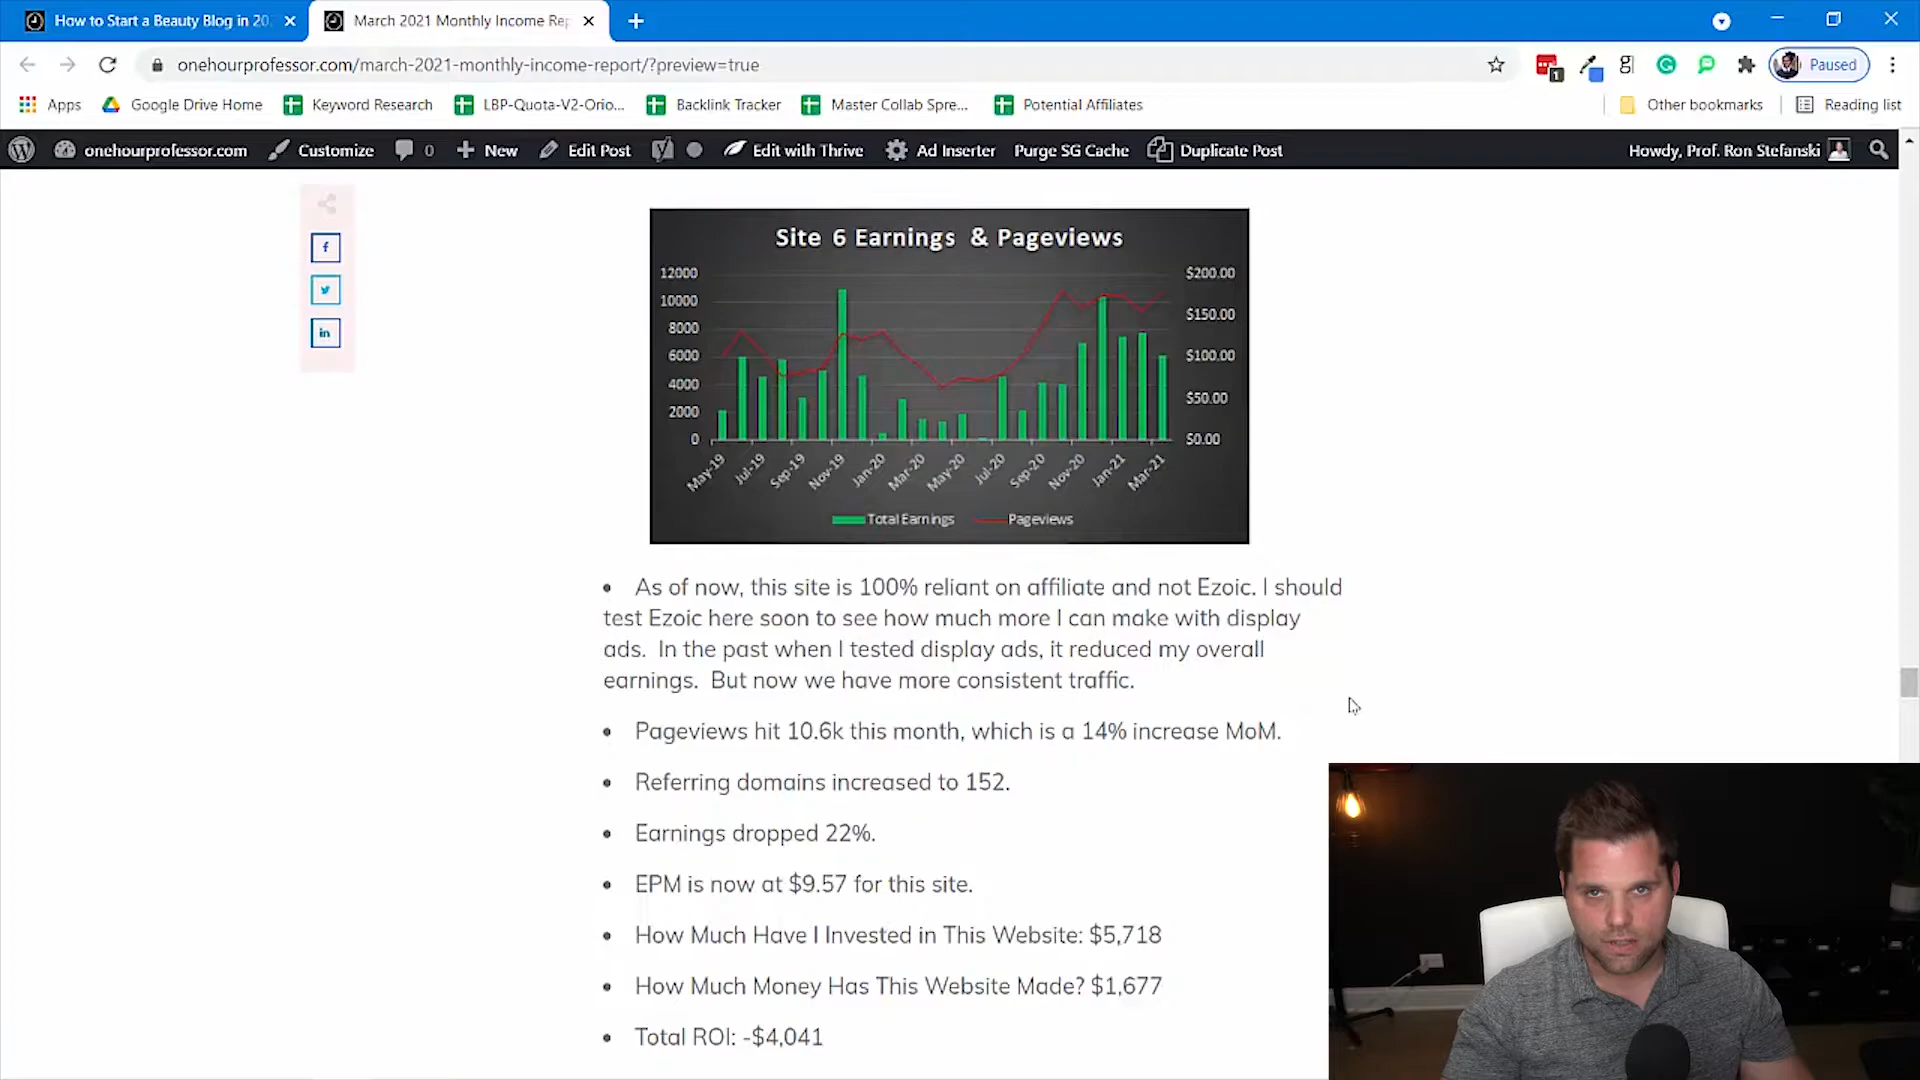 How to Start a Beauty Blog in 20
March 2021 Monthly Income Rep
onehourprofessor.com/march-2021-monthly-income-report/?preview=true
1
g
Paused
Apps
Google Drive Home
Keyword Research
LBP-Quota-V2-Orio...
Backlink Tracker
Master Collab Spre...
Potential Affiliates
Other bookmarks
Reading list
onehourprofessor.com
Customize
0
New
Edit Post
Edit with Thrive
Ad Inserter
Purge SG Cache
Duplicate Post
Howdy, Prof. Ron Stefanski
f
in
Site 6 Earnings & Pageviews
12000
10000
8000
6000
4000
2000
0
$200.00
$150.00
$100.00
$50.00
$0.00
May-19
Jul-19
Sep-19
Nov-19
Jan-20
Mar-20
May-20
Jul-20
Sep-20
Nov-20
Jan-21
Mar-21
Total Earnings
Pageviews
• As of now, this site is 100% reliant on affiliate and not Ezoic. I should
test Ezoic here soon to see how much more I can make with display
ads. In the past when I tested display ads, it reduced my overall
earnings. But now we have more consistent traffic.
• Pageviews hit 10.6k this month, which is a 14% increase MoM.
• Referring domains increased to 152.
• Earnings dropped 22%.
• EPM is now at $9.57 for this site.
• How Much Have I Invested in This Website: $5,718
• How Much Money Has This Website Made? $1,677
• Total ROI: -$4,041